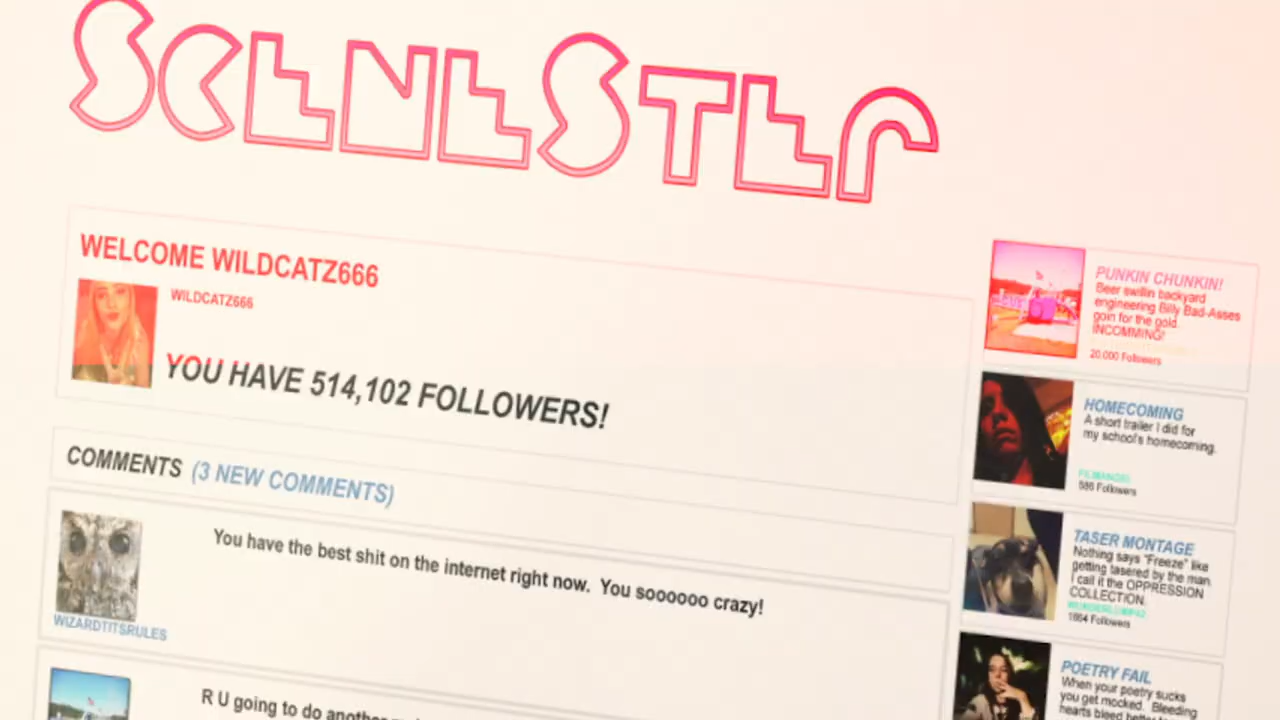 SCENESTER
WELCOME WILDCATZ666
WILDCATZ666
YOU HAVE 514,102 FOLLOWERS!
COMMENTS (3 NEW COMMENTS)
You have the best shit on the internet right now. You soooooo crazy!
WIZARDTITSRULES
R U going to do another
PUNKIN CHUNKIN!
Beer swillin backyard
engineering Billy Bad-Asses
goin for the gold.
INCOMMING!
20,000 Followers
HOMECOMING
A short trailer I did for
my school's homecoming.
586 Followers
TASER MONTAGE
Nothing says "Freeze" like
getting tasered by the man.
I call it the OPPRESSION
COLLECTION.
1664 Followers
POETRY FAIL
When your poetry sucks
you get mocked. Bleeding
hearts bleed